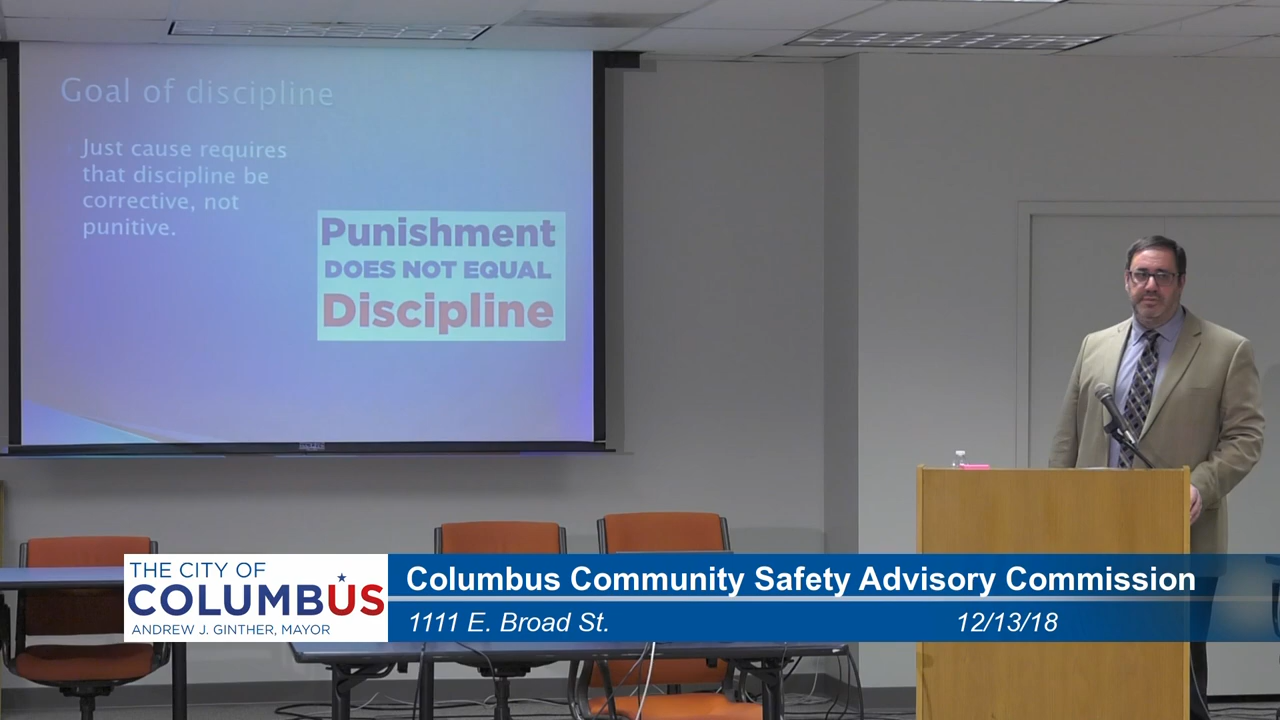 Goal of discipline
Just cause requires
that discipline be
corrective, not
punitive.
Punishment
DOES NOT EQUAL
Discipline
THE CITY OF
COLUMBUS
ANDREW J. GINTHER, MAYOR
Columbus Community Safety Advisory Commission
1111 E. Broad St. 12/13/18